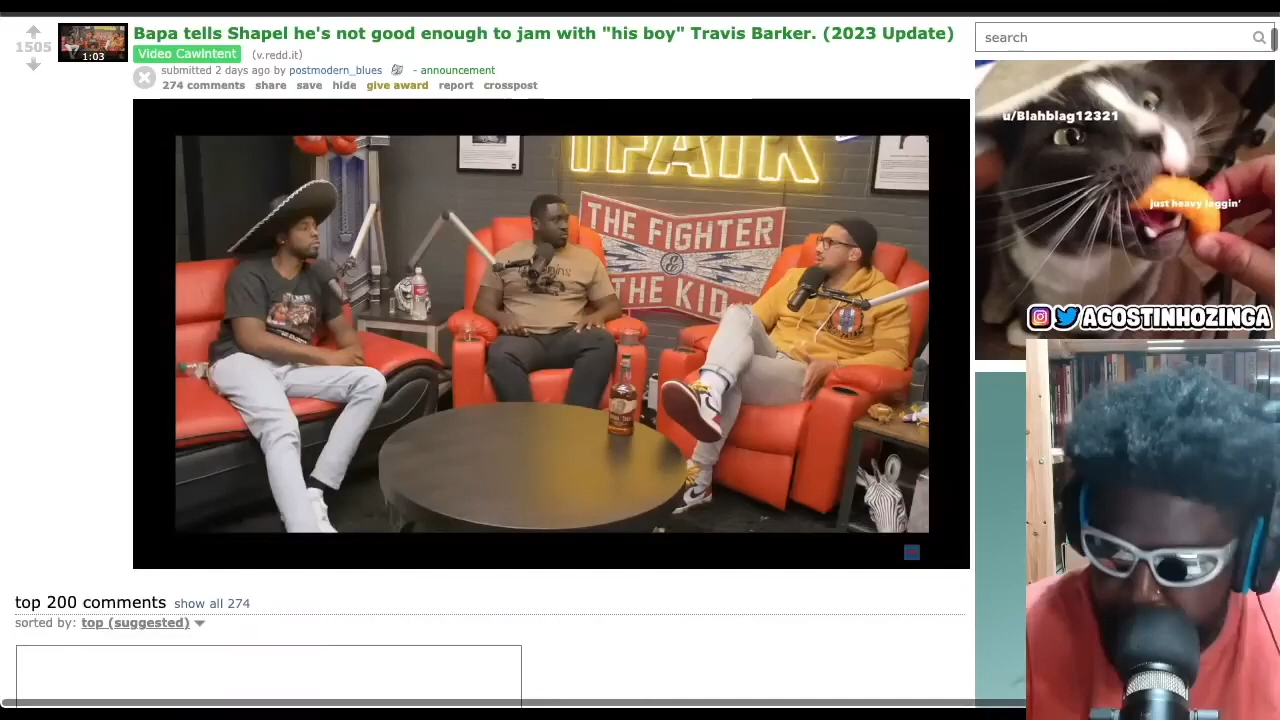 1505
1:03
Bapa tells Shapel he's not good enough to jam with "his boy" Travis Barker. (2023 Update)
Video Cawintent (v.redd.it)
submitted 2 days ago by postmodern_blues - announcement
274 comments share save hide give award report crosspost
search
u/Blahblag12321
just heavy leggin'
@AGOSTINHOZINGA
TFATK
THE FIGHTER
&
THE KID
top 200 comments show all 274
sorted by: top (suggested)